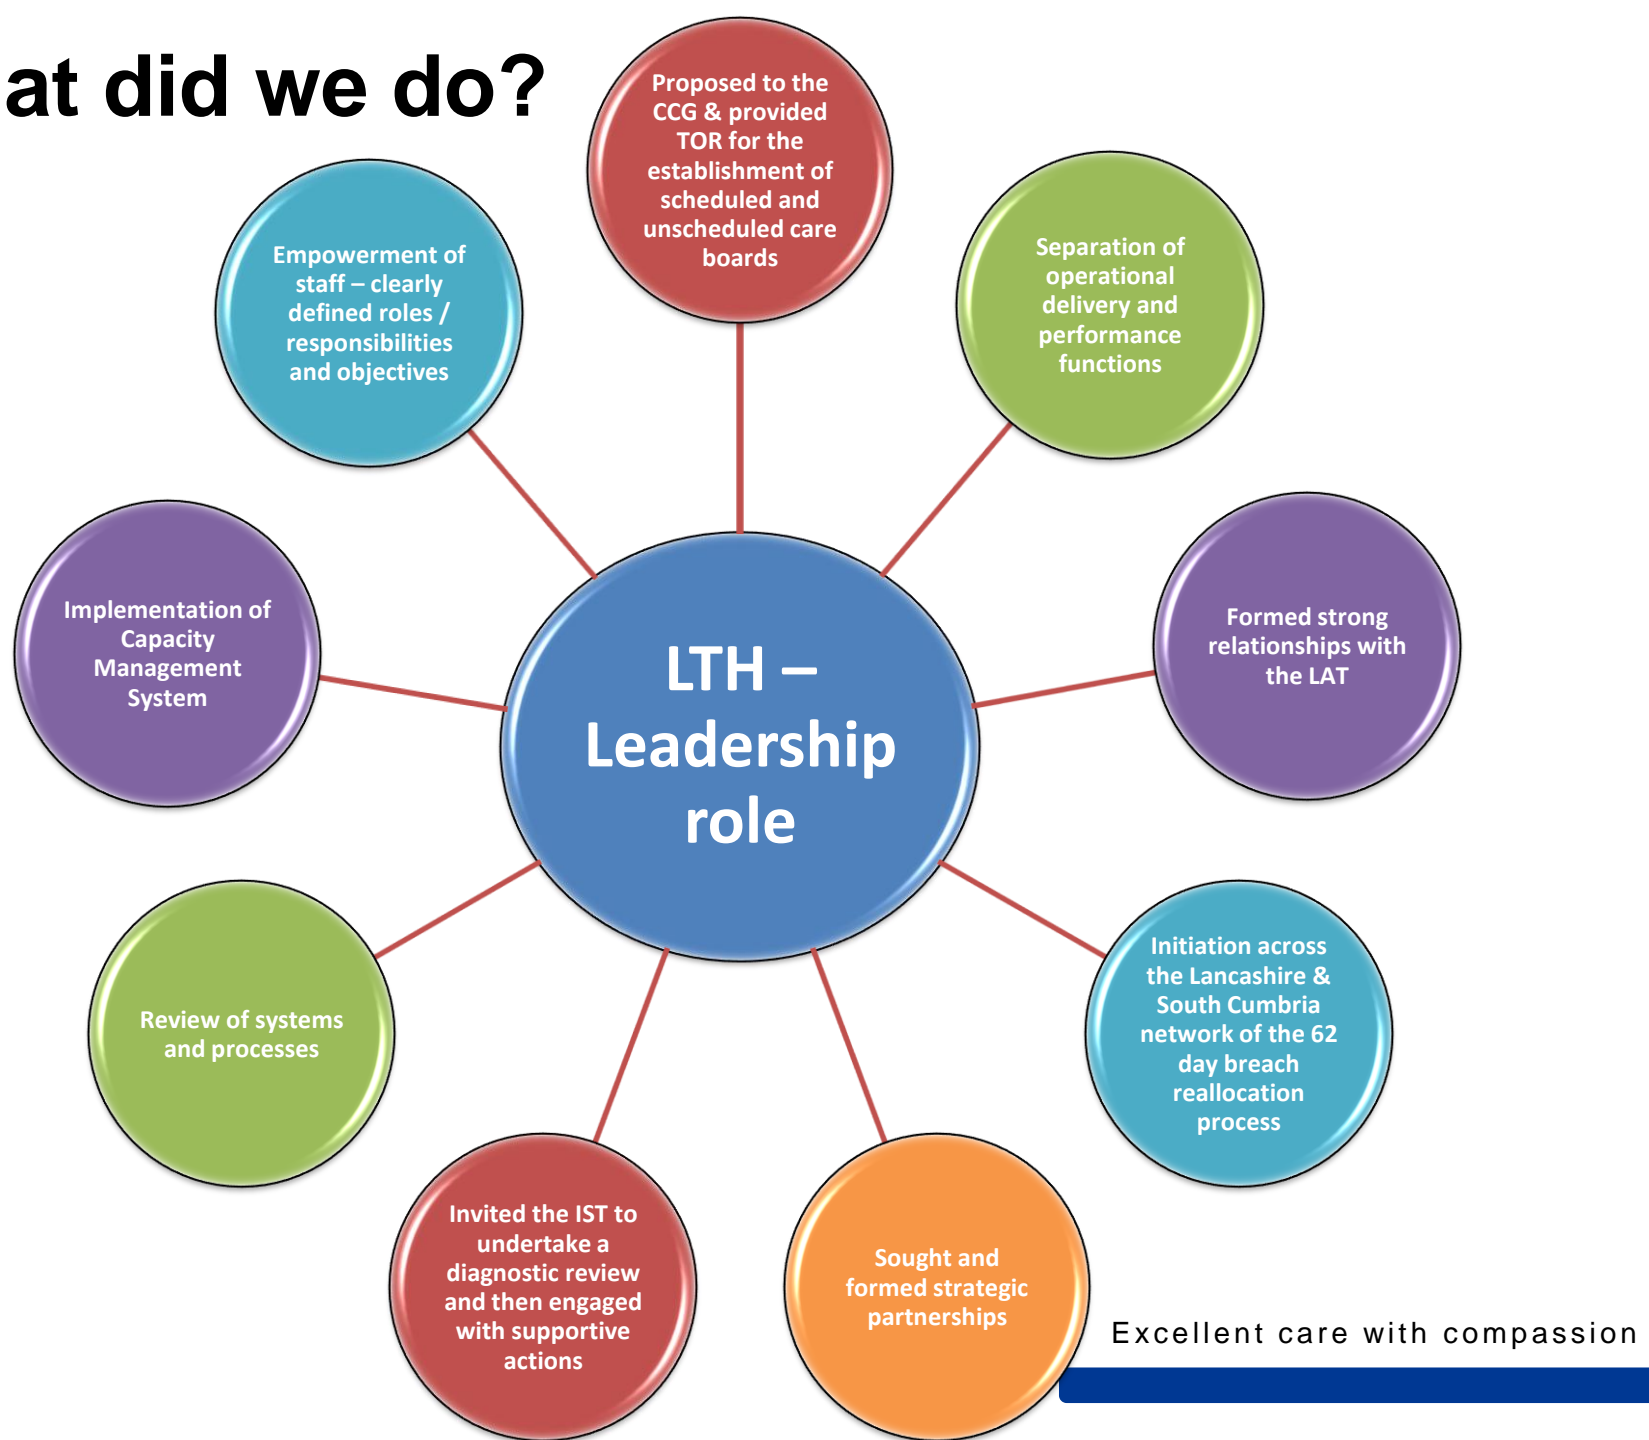 at did we do?
Proposed to the
CCG & provided
TOR for the
establishment of
scheduled and
unscheduled care
boards
Separation of
operational
delivery and
performance
functions
Formed strong
relationships with
the LAT
Initiation across
the Lancashire &
South Cumbria
network of the 62
day breach
reallocation
process
Sought and
formed strategic
partnerships
Invited the IST to
undertake a
diagnostic review
and then engaged
with supportive
actions
Review of systems
and processes
Implementation of
Capacity
Management
System
Empowerment of
staff – clearly
defined roles /
responsibilities
and objectives
LTH –
Leadership
role
Excellent care with compassion